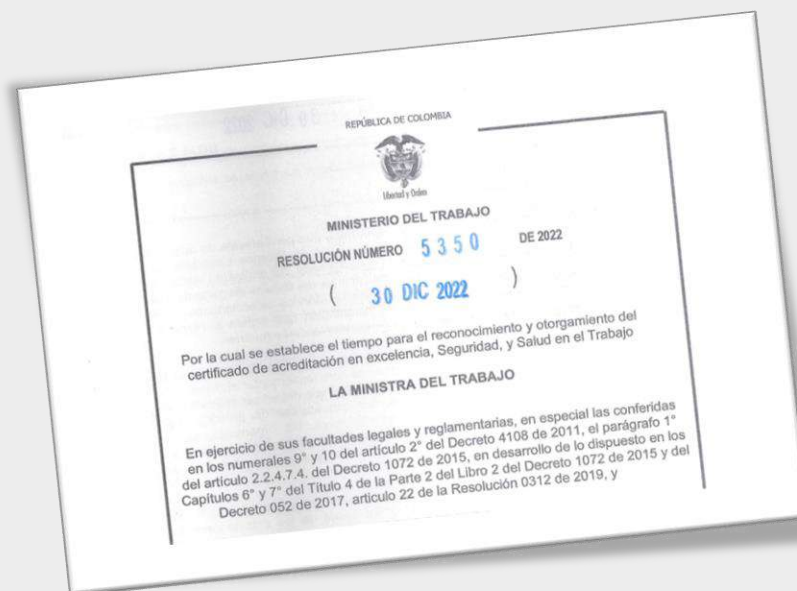 REPÚBLICA DE COLOMBIA
Libertad y Orden
MINISTERIO DEL TRABAJO
RESOLUCIÓN NÚMERO 5350 DE 2022
( 30 DIC 2022 )
Por la cual se establece el tiempo para el reconocimiento y otorgamiento del
certificado de acreditación en excelencia, Seguridad, y Salud en el Trabajo
LA MINISTRA DEL TRABAJO
En ejercicio de sus facultades legales y reglamentarias, en especial las conferidas
en los numerales 9° y 10 del artículo 2° del Decreto 4108 de 2011, el parágrafo 1°
del artículo 2.2.4.7.4. del Decreto 1072 de 2015, en desarrollo de lo dispuesto en los
Capítulos 6° y 7° del Título 4 de la Parte 2 del Libro 2 del Decreto 1072 de 2015 y del
Decreto 052 de 2017, articulo 22 de la Resolución 0312 de 2019, y